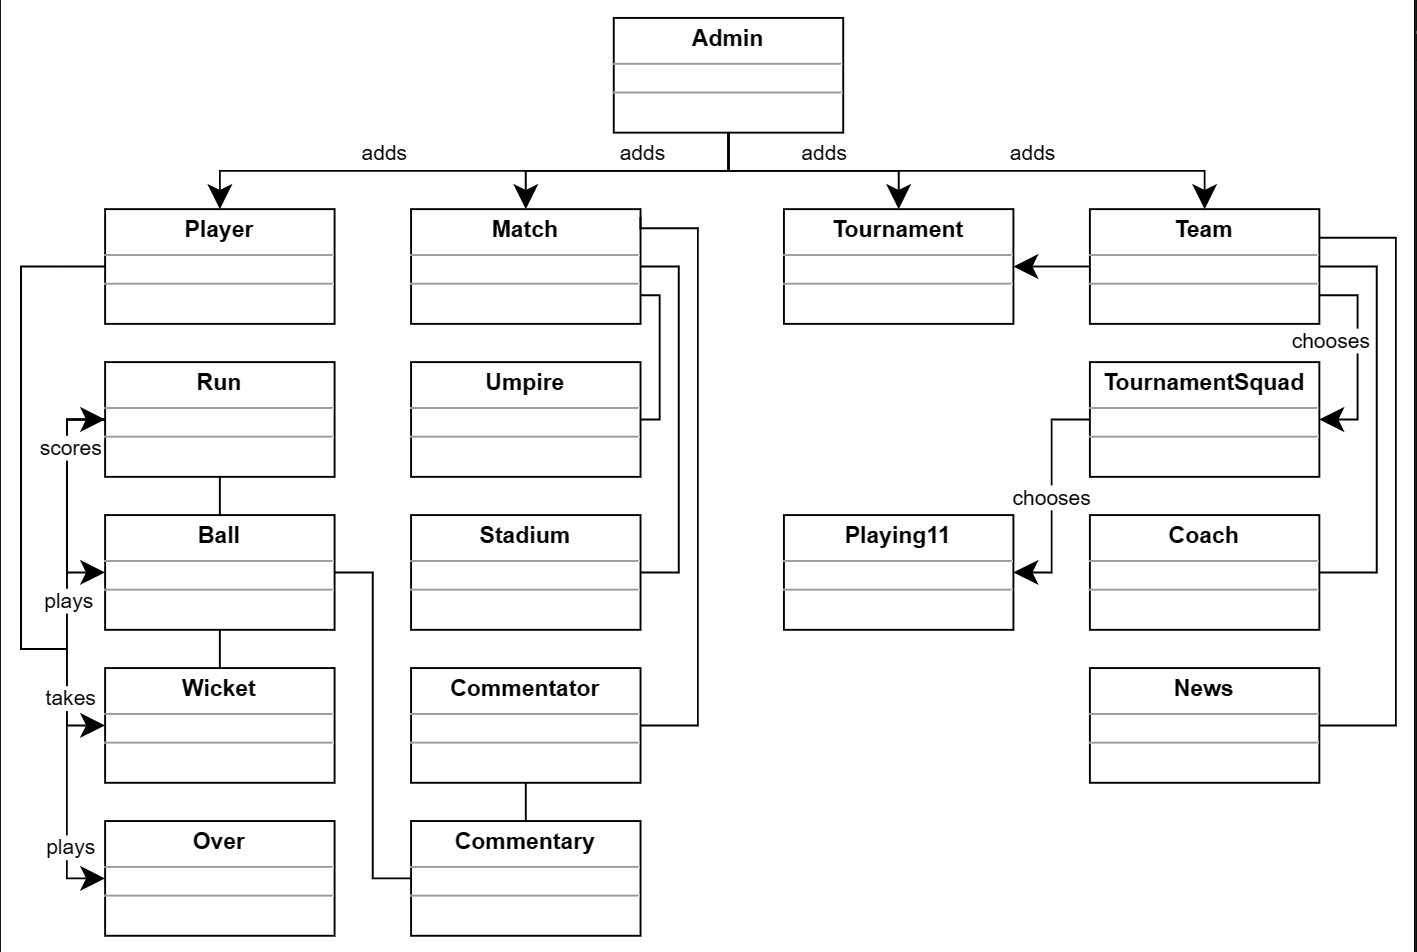 Admin
adds adds adds adds
Player Match Tournament Team
chooses
Run Umpire TournamentSquad
scores
chooses
Ball Stadium Playing11 Coach
plays
Wicket Commentator News
takes
Over Commentary
plays